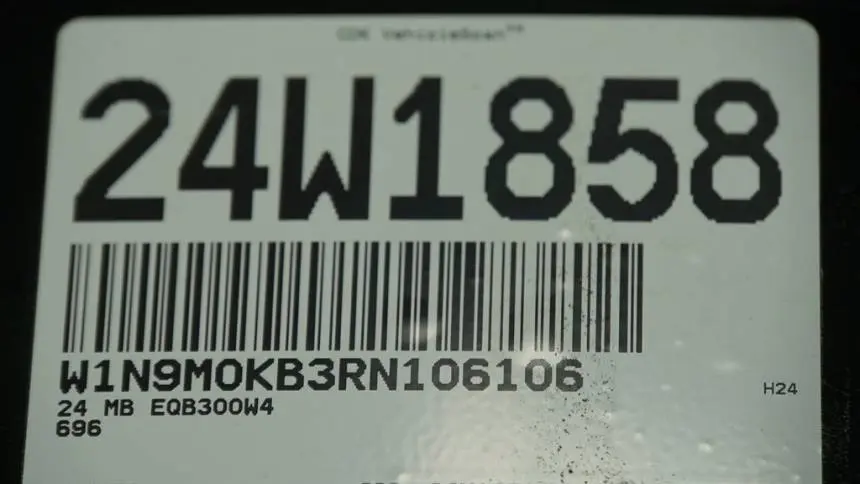 CDK VehicleScan™
24W1858
W1N9M0KB3RN106106
24 MB EQB300W4
H24
696